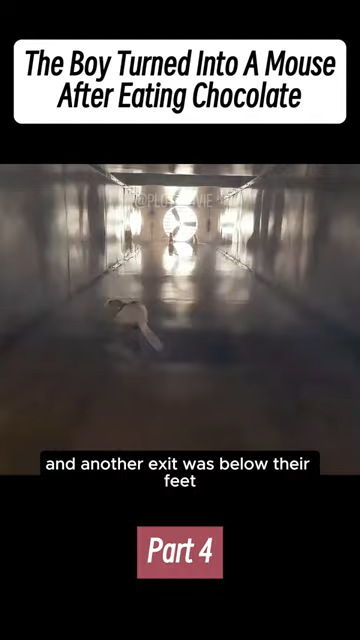 The Boy Turned Into A Mouse
After Eating Chocolate
and another exit was below their
feet
Part 4